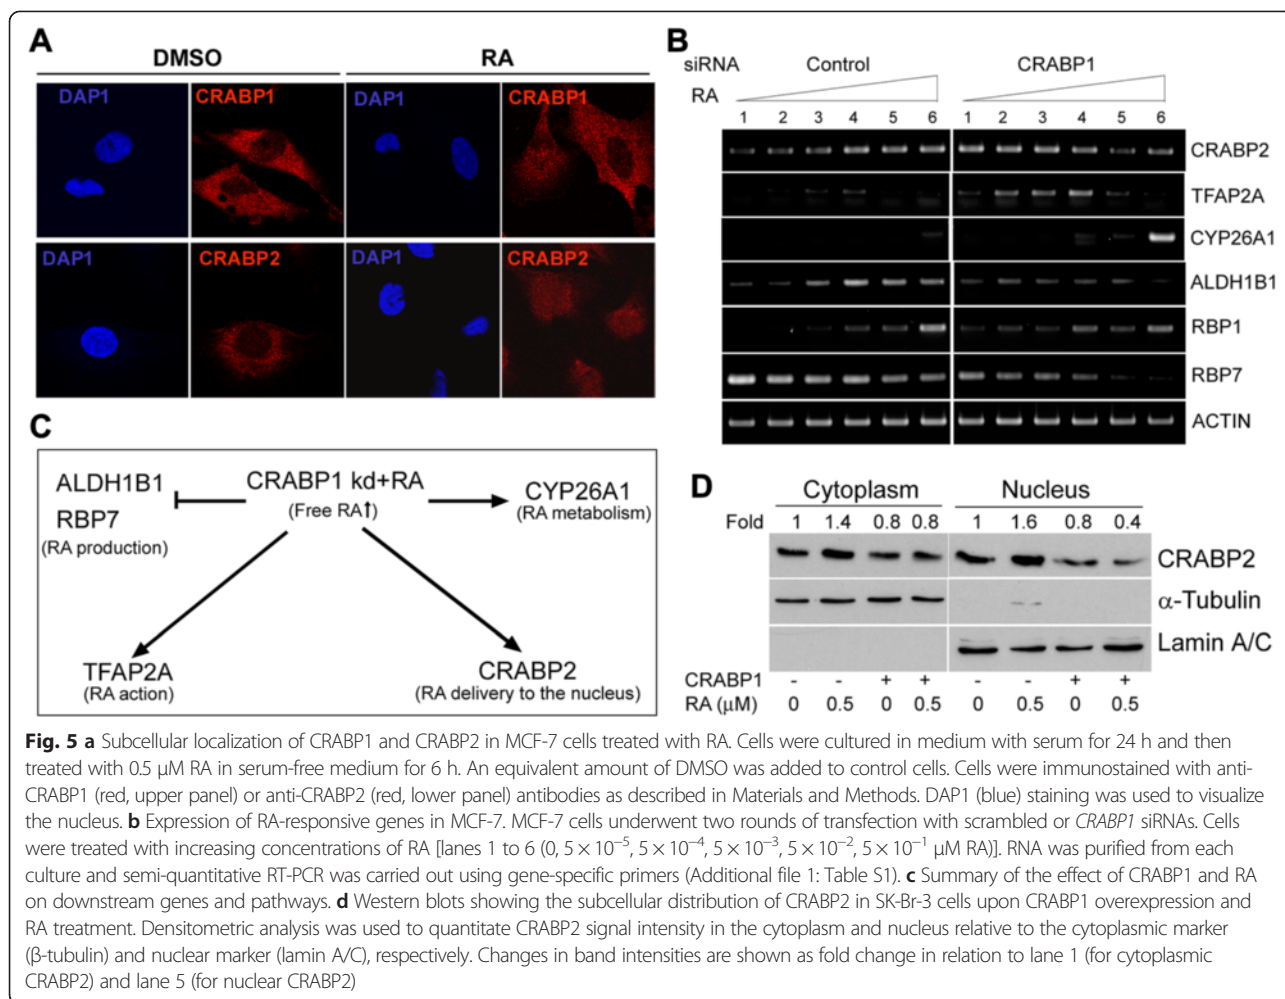 A
DMSO RA
DAP1 CRABP1 DAP1 CRABP1
DAP1 CRABP2 DAP1 CRABP2
B
siRNA Control CRABP1
RA
1 2 3 4 5 6 1 2 3 4 5 6
CRABP2
TFAP2A
CYP26A1
ALDH1B1
RBP1
RBP7
ACTIN
C
ALDH1B1
RBP7
(RA production)
CRABP1 kd+RA
(Free RA↑)
CYP26A1
(RA metabolism)
TFAP2A
(RA action)
CRABP2
(RA delivery to the nucleus)
D
Cytoplasm Nucleus
Fold 1 1.4 0.8 0.8 1 1.6 0.8 0.4
CRABP2
α-Tubulin
Lamin A/C
CRABP1 - - + + - - + +
RA (µM) 0 0.5 0 0.5 0 0.5 0 0.5
Fig. 5 a Subcellular localization of CRABP1 and CRABP2 in MCF-7 cells treated with RA. Cells were cultured in medium with serum for 24 h and then
treated with 0.5 μM RA in serum-free medium for 6 h. An equivalent amount of DMSO was added to control cells. Cells were immunostained with anti-
CRABP1 (red, upper panel) or anti-CRABP2 (red, lower panel) antibodies as described in Materials and Methods. DAP1 (blue) staining was used to visualize
the nucleus. b Expression of RA-responsive genes in MCF-7. MCF-7 cells underwent two rounds of transfection with scrambled or CRABP1 siRNAs. Cells
were treated with increasing concentrations of RA [lanes 1 to 6 (0, 5 × 10⁻⁵, 5 × 10⁻⁴, 5 × 10⁻³, 5 × 10⁻², 5 × 10⁻¹ μM RA)]. RNA was purified from each
culture and semi-quantitative RT-PCR was carried out using gene-specific primers (Additional file 1: Table S1). c Summary of the effect of CRABP1 and RA
on downstream genes and pathways. d Western blots showing the subcellular distribution of CRABP2 in SK-Br-3 cells upon CRABP1 overexpression and
RA treatment. Densitometric analysis was used to quantitate CRABP2 signal intensity in the cytoplasm and nucleus relative to the cytoplasmic marker
(β-tubulin) and nuclear marker (lamin A/C), respectively. Changes in band intensities are shown as fold change in relation to lane 1 (for cytoplasmic
CRABP2) and lane 5 (for nuclear CRABP2)